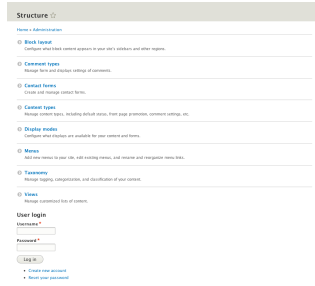 Structure
Home » Administration
Block layout
Configure what block content appears in your site's sidebars and other regions.
Comment types
Manage form and displays settings of comments.
Contact forms
Create and manage contact forms.
Content types
Manage content types, including default status, front page promotion, comment settings, etc.
Display modes
Configure what displays are available for your content and forms.
Menus
Add new menus to your site, edit existing menus, and rename and reorganize menu links.
Taxonomy
Manage tagging, categorization, and classification of your content.
Views
Manage customized lists of content.
User login
Username *
Password *
Log in
Create new account
Reset your password